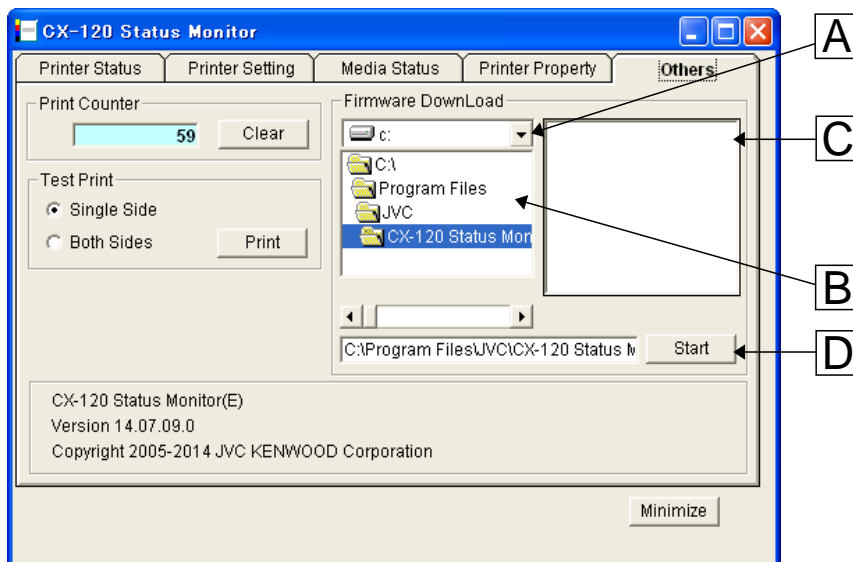 CX-120 Status Monitor
A
Printer Status
Printer Setting
Media Status
Printer Property
Others
Print Counter
59
Clear
Test Print
Single Side
Both Sides
Print
Firmware DownLoad
c:
C:\
Program Files
JVC
CX-120 Status Mon
C
B
C:\Program Files\JVC\CX-120 Status M
Start
D
CX-120 Status Monitor(E)
Version 14.07.09.0
Copyright 2005-2014 JVC KENWOOD Corporation
Minimize